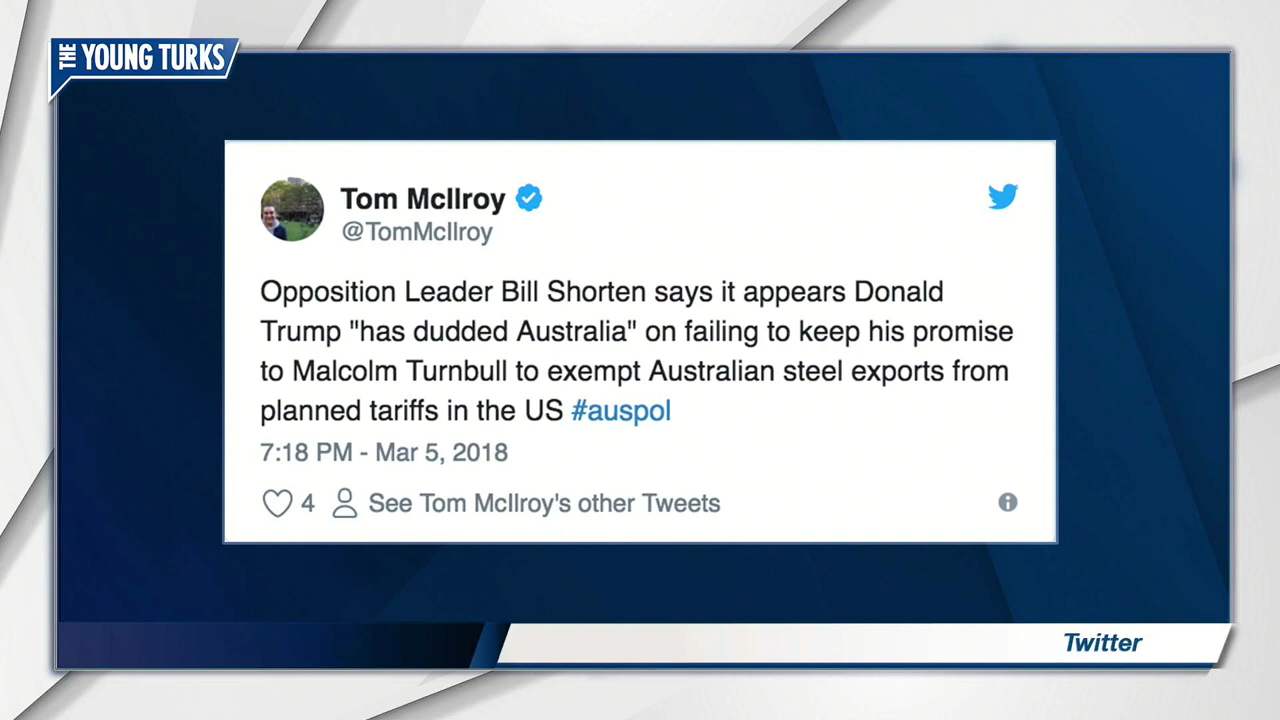 THE YOUNG TURKS
Tom McIlroy
@TomMcIlroy
Opposition Leader Bill Shorten says it appears Donald
Trump "has dudded Australia" on failing to keep his promise
to Malcolm Turnbull to exempt Australian steel exports from
planned tariffs in the US #auspol
7:18 PM - Mar 5, 2018
4 See Tom McIlroy's other Tweets
Twitter